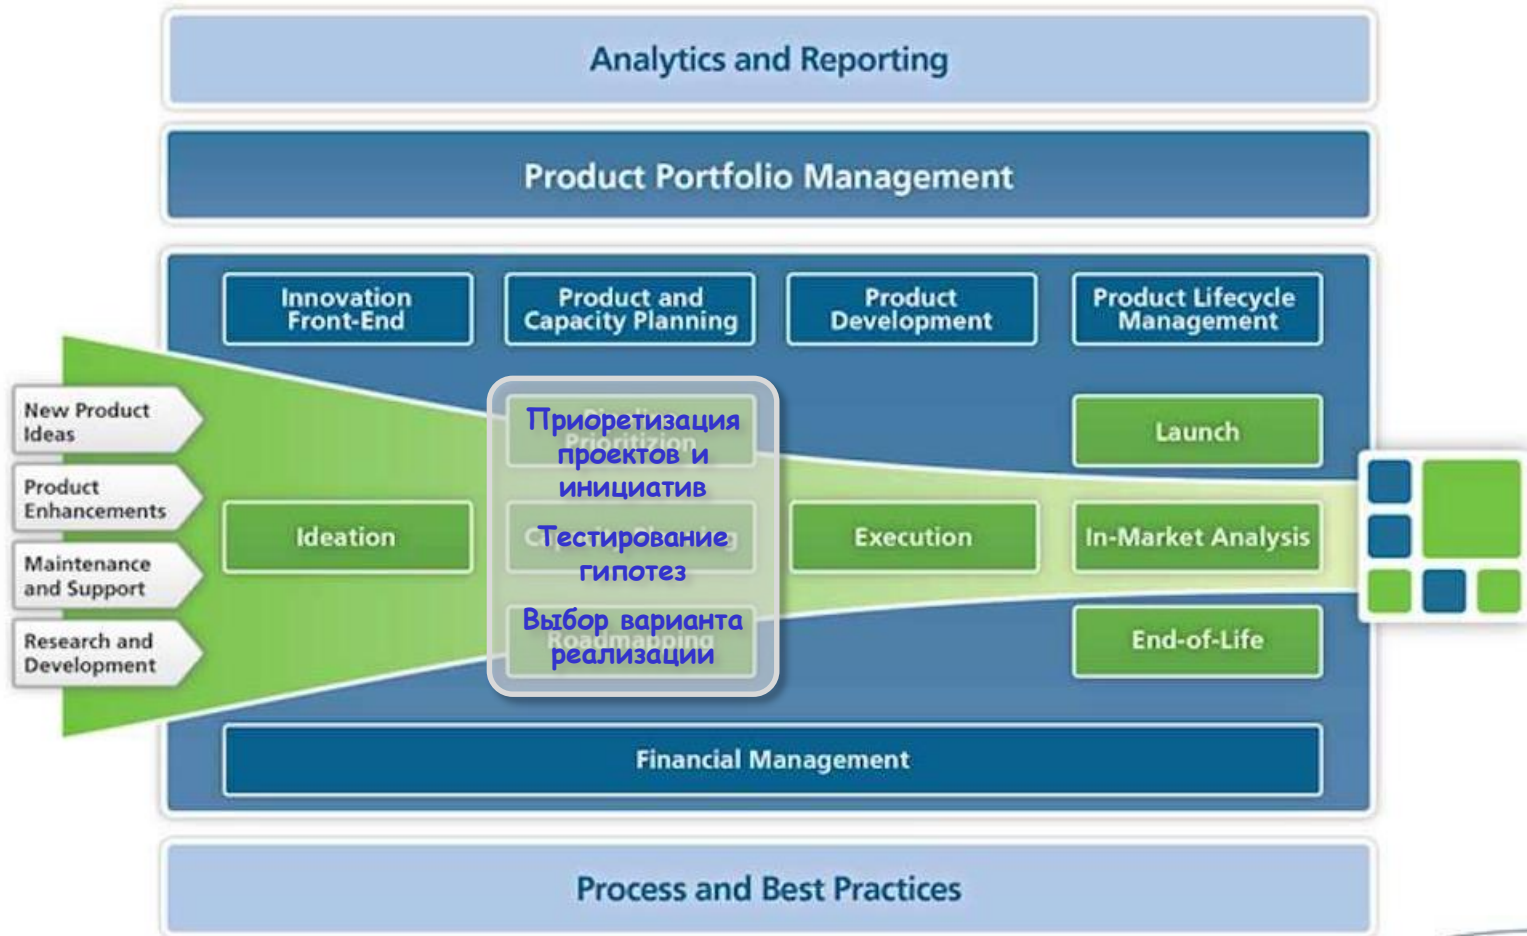 Analytics and Reporting
Product Portfolio Management
Innovation
Front-End
Product and
Capacity Planning
Product
Development
Product Lifecycle
Management
New Product
Ideas
Product
Enhancements
Maintenance
and Support
Research and
Development
Ideation
Prioritizion
Приоретизация
проектов и
инициатив
Тестирование
гипотез
Roadmapping
Выбор варианта
реализации
Execution
Launch
In-Market Analysis
End-of-Life
Financial Management
Process and Best Practices